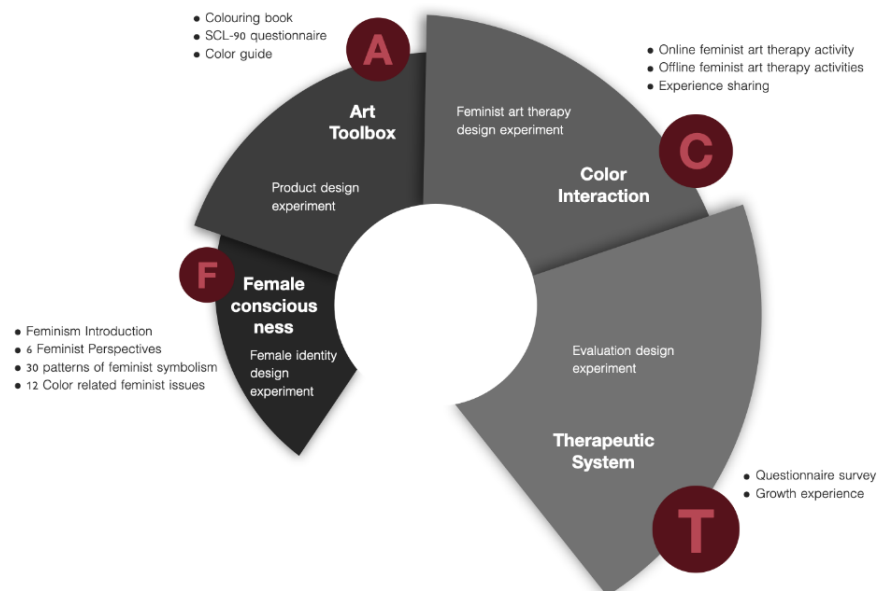 • Colouring book
• SCL-90 questionnaire
• Color guide
A
Art
Toolbox
Product design
experiment
• Online feminist art therapy activity
• Offline feminist art therapy activities
• Experience sharing
C
Feminist art therapy
design experiment
Color
Interaction
F
Female
conscious
ness
Female identity
design
experiment
• Feminism Introduction
• 6 Feminist Perspectives
• 30 patterns of feminist symbolism
• 12 Color related feminist issues
Evaluation design
experiment
Therapeutic
System
T
• Questionnaire survey
• Growth experience